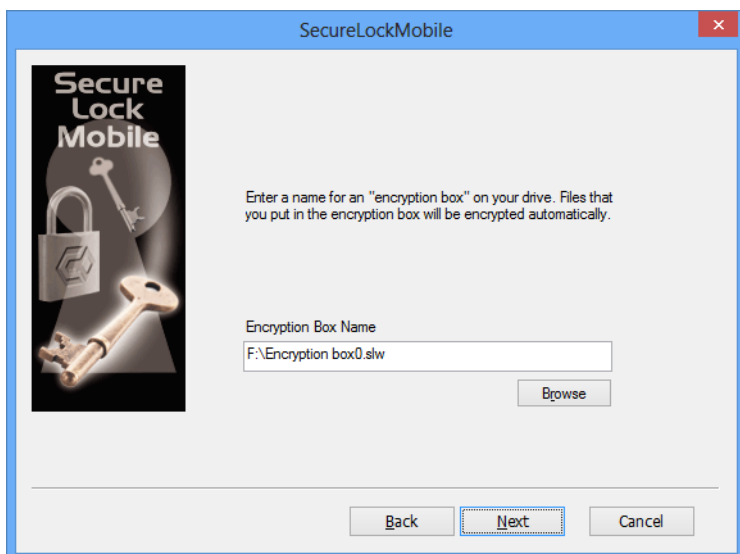 SecureLockMobile
Secure
Lock
Mobile
Enter a name for an "encryption box" on your drive. Files that
you put in the encryption box will be encrypted automatically.
Encryption Box Name
F:\Encryption box0.slw
Browse
Back
Next
Cancel